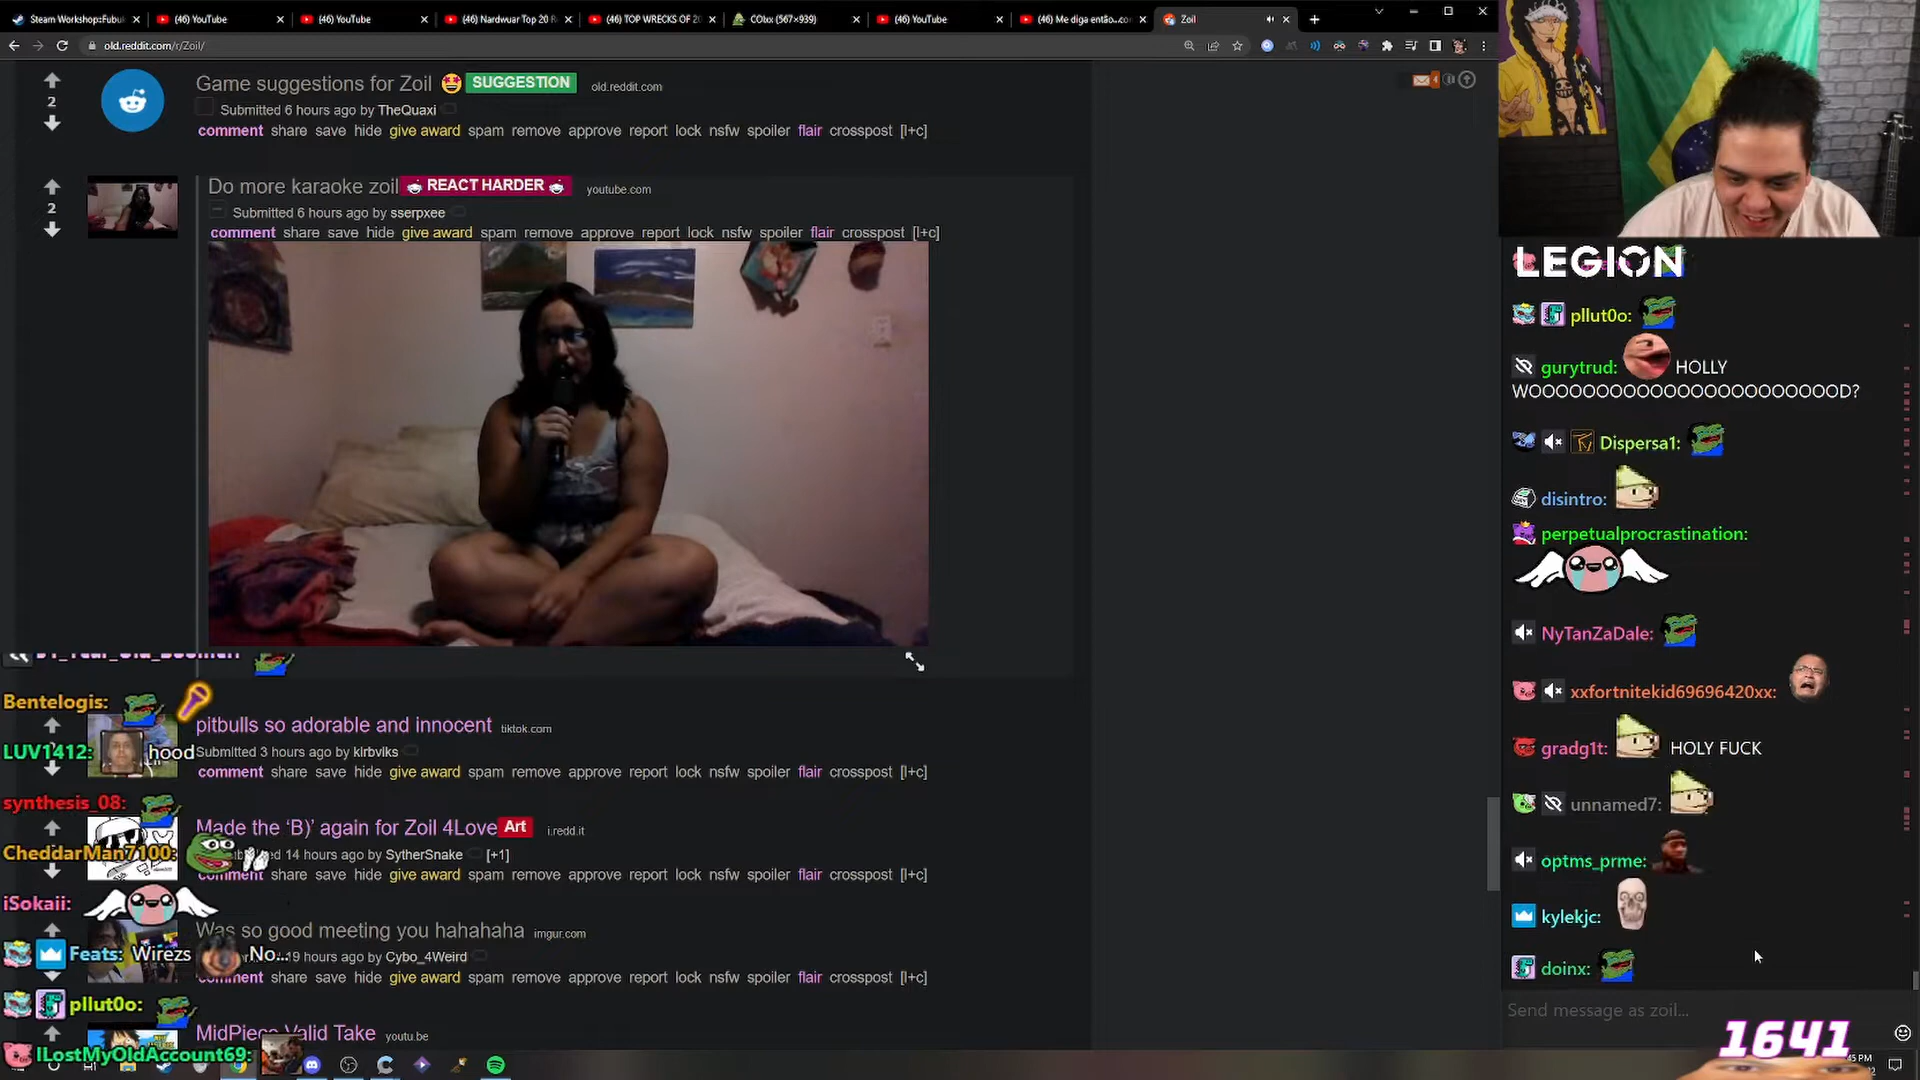 Steam Workshop:Fubuk
(46) YouTube
(46) YouTube
(46) Nardwuar Top 20 R
(46) TOP WRECKS OF 20
COlxx (567×939)
(46) YouTube
(46) Me diga então...co
Zoil
old.reddit.com/r/Zoil/
Game suggestions for Zoil SUGGESTION old.reddit.com
2
Submitted 6 hours ago by TheQuaxi
comment share save hide give award spam remove approve report lock nsfw spoiler flair crosspost [l+c]
Do more karaoke zoil REACT HARDER youtube.com
2
Submitted 6 hours ago by sserpxee
comment share save hide give award spam remove approve report lock nsfw spoiler flair crosspost [l+c]
Bentelogis:
pitbulls so adorable and innocent tiktok.com
LUV1412: hood
Submitted 3 hours ago by kirbviks
comment share save hide give award spam remove approve report lock nsfw spoiler flair crosspost [l+c]
synthesis_08:
Made the ‘B)’ again for Zoil 4Love Art i.redd.it
CheddarMan7100:
14 hours ago by SytherSnake [+1]
comment share save hide give award spam remove approve report lock nsfw spoiler flair crosspost [l+c]
iSokaii:
Was so good meeting you hahahaha imgur.com
Feats: Wirezs No...
19 hours ago by Cybo_4Weird
comment share save hide give award spam remove approve report lock nsfw spoiler flair crosspost [l+c]
pllut0o:
MidPiece Valid Take youtu.be
ILostMyOldAccount69:
LEGION
pllut0o:
gurytrud: HOLLY
WOOOOOOOOOOOOOOOOOOOOOOD?
Dispersa1:
disintro:
perpetualprocrastination:
NyTanZaDale:
xxfortnitekid69696420xx:
gradg1t: HOLY FUCK
unnamed7:
optms_prme:
kylekjc:
doinx:
Send message as zoil...
1641